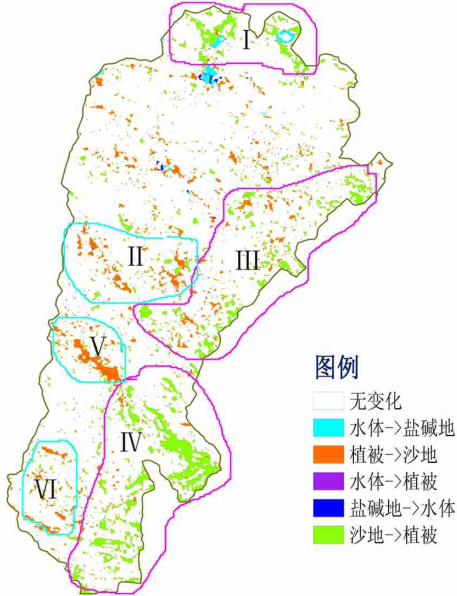 I
II
III
V
IV
VI
图例
无变化
水体->盐碱地
植被->沙地
水体->植被
盐碱地->水体
沙地->植被